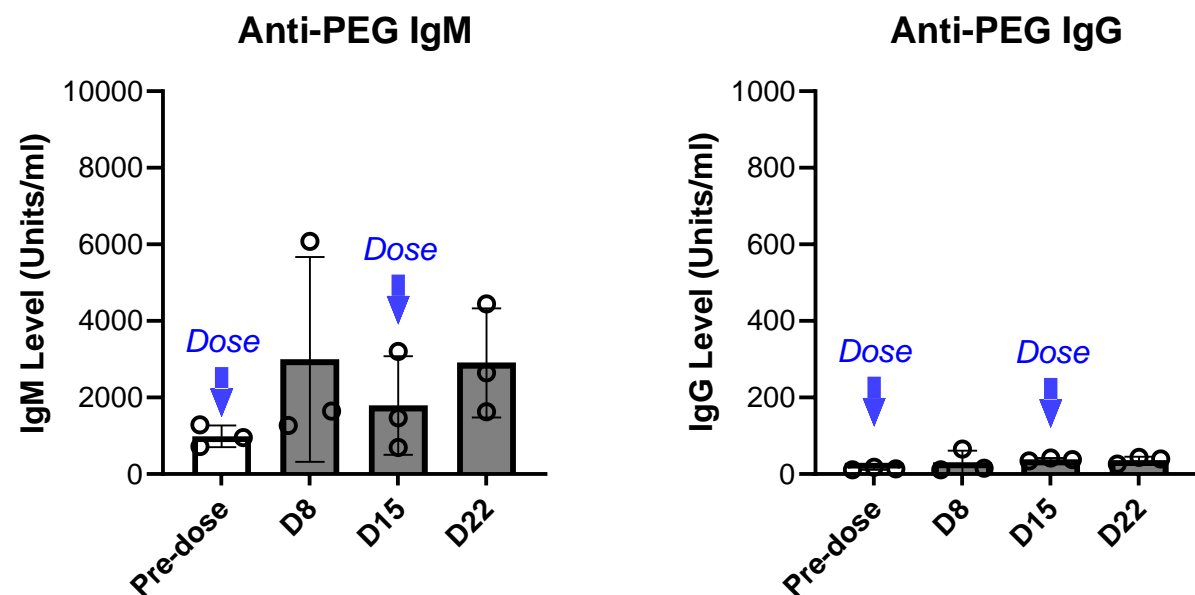 Anti-PEG IgM
IgM Level (Units/ml)
10000
8000
6000
4000
2000
0
Dose
Dose
Pre-dose
D8
D15
D22
Anti-PEG IgG
IgG Level (Units/ml)
1000
800
600
400
200
0
Dose
Dose
Pre-dose
D8
D15
D22